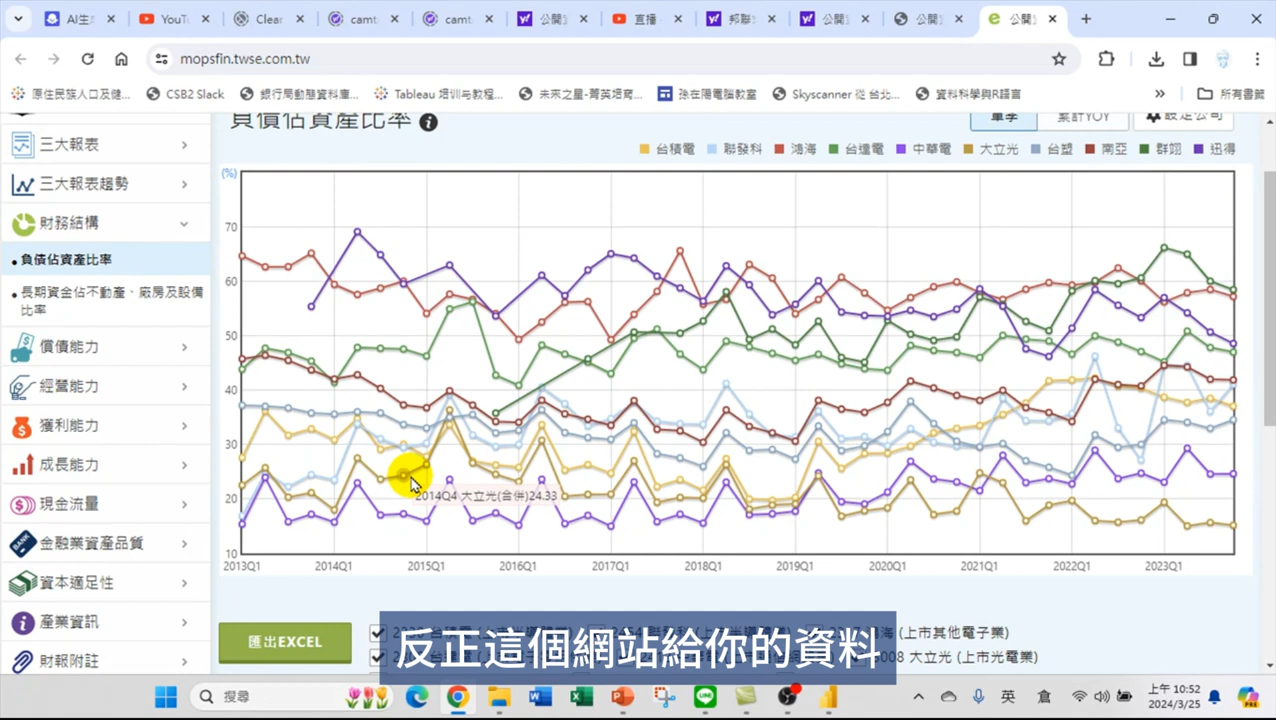 AI生
YouT
Clear
camt
camt
公開
直播
邦聯
公開
公開
公開
mopsfin.twse.com.tw
原住民族人口及健...
CSB2 Slack
銀行局動態資料庫...
Tableau 培训与教程...
未來之星-菁英培育...
孫在陽電腦教室
Skyscanner 從 台北...
資料科學與R語言
»
所有書籤
負債佔資產比率
單季
累計YOY
設定公司
三大報表
三大報表趨勢
財務結構
負債佔資產比率
長期資金佔不動產、廠房及設備
比率
償債能力
經營能力
獲利能力
成長能力
現金流量
金融業資產品質
資本適足性
產業資訊
財報附註
台積電 聯發科 鴻海 台達電 中華電 大立光 台塑 南亞 群翊 迅得
(%)
70
60
50
40
30
20
10
2013Q1 2014Q1 2015Q1 2016Q1 2017Q1 2018Q1 2019Q1 2020Q1 2021Q1 2022Q1 2023Q1
2014Q4 大立光(合併)24.33
匯出EXCEL
鴻海 (上市其他電子業)
3008 大立光 (上市光電業)
反正這個網站給你的資料
搜尋
英
上午 10:52
2024/3/25